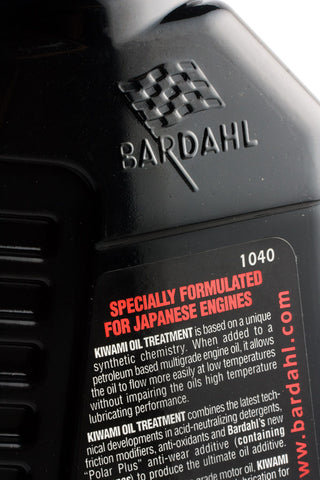 BARDAHL
1040
SPECIALLY FORMULATED
FOR JAPANESE ENGINES
KIWAMI OIL TREATMENT is based on a unique
synthetic chemistry. When added to a
petroleum based multigrade engine oil, it allows
the oil to flow more easily at low temperatures
without impairing the oils high temperature
lubricating performance.
KIWAMI OIL TREATMENT combines the latest tech-
nical developments in acid-neutralizing detergents,
friction modifiers, anti-oxidants and Bardahl's new
"Polar Plus" anti-wear additive (containing
to produce the ultimate oil additive.
grade motor oil, KIWAMI
lubrication for
www.bardahl.com